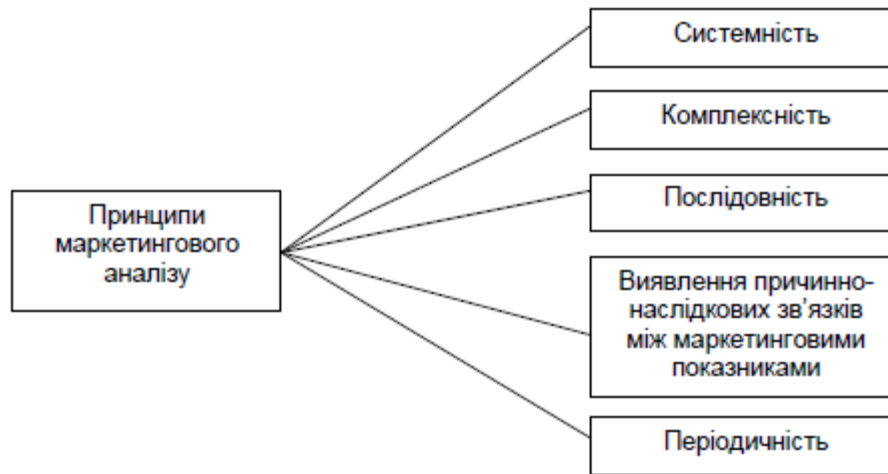 Принципи
маркетингового
аналізу
Системність
Комплексність
Послідовність
Виявлення причинно-
наслідкових зв’язків
між маркетинговими
показниками
Періодичність